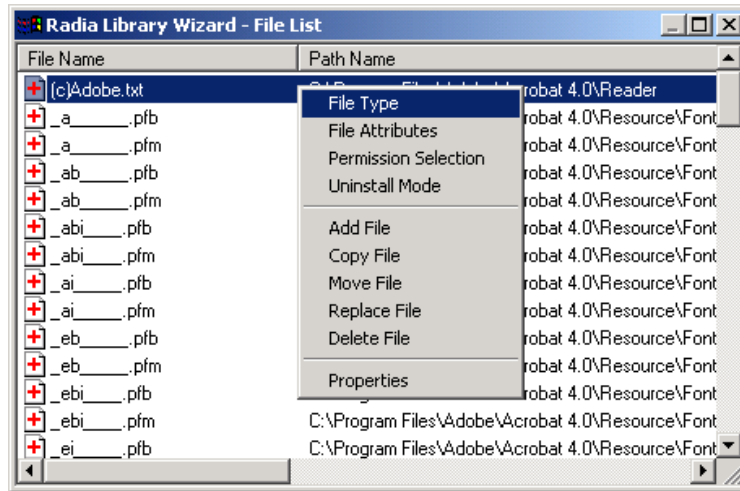 Radia Library Wizard - File List
File Name Path Name
(c)Adobe.txt robat 4.0\Reader
_a______.pfb robat 4.0\Resource\Font
_a______.pfm robat 4.0\Resource\Font
_ab_____.pfb robat 4.0\Resource\Font
_ab_____.pfm robat 4.0\Resource\Font
_abi____.pfb robat 4.0\Resource\Font
_abi____.pfm robat 4.0\Resource\Font
_ai_____.pfb robat 4.0\Resource\Font
_ai_____.pfm robat 4.0\Resource\Font
_eb_____.pfb robat 4.0\Resource\Font
_eb_____.pfm robat 4.0\Resource\Font
_ebi____.pfb robat 4.0\Resource\Font
_ebi____.pfm C:\Program Files\Adobe\Acrobat 4.0\Resource\Font
_ei_____.pfb C:\Program Files\Adobe\Acrobat 4.0\Resource\Font
File Type
File Attributes
Permission Selection
Uninstall Mode
Add File
Copy File
Move File
Replace File
Delete File
Properties